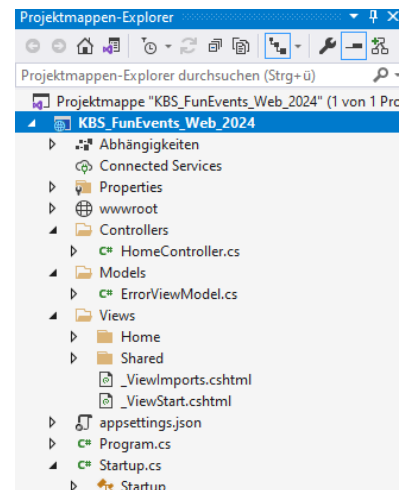 Projektmappen-Explorer
Projektmappen-Explorer durchsuchen (Strg+ü)
Projektmappe "KBS_FunEvents_Web_2024" (1 von 1 Pro
KBS_FunEvents_Web_2024
Abhängigkeiten
Connected Services
Properties
wwwroot
Controllers
C# HomeController.cs
Models
C# ErrorViewModel.cs
Views
Home
Shared
_ViewImports.cshtml
_ViewStart.cshtml
appsettings.json
C# Program.cs
C# Startup.cs
Startup